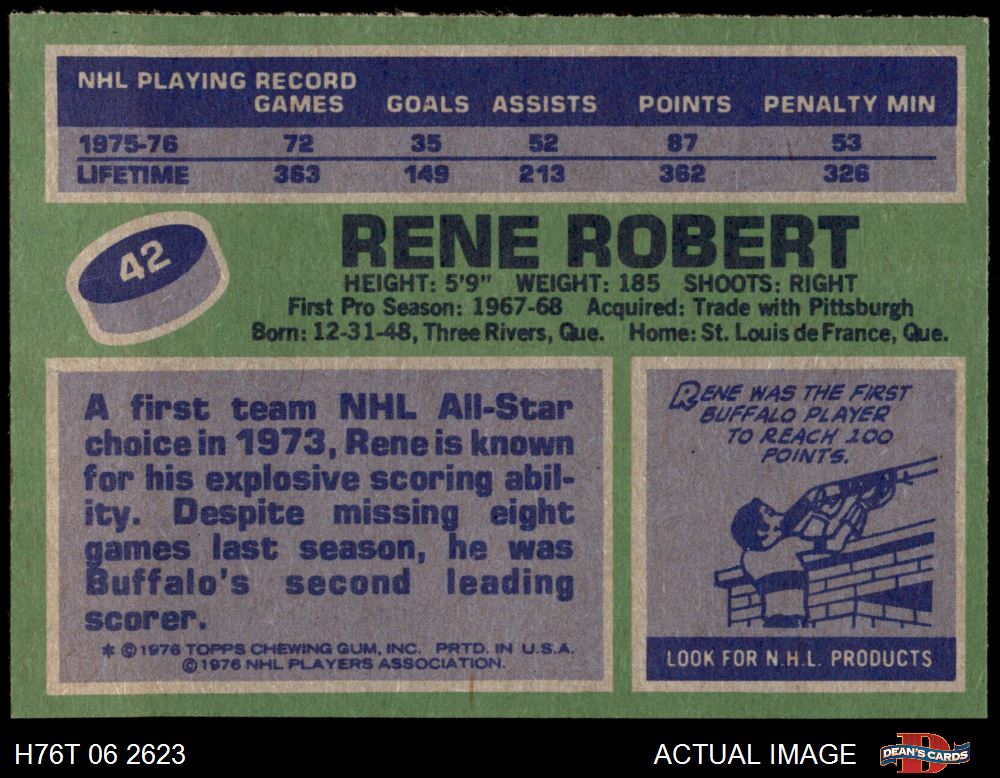 NHL PLAYING RECORD
GAMES GOALS ASSISTS POINTS PENALTY MIN
1975-76 72 35 52 87 53
LIFETIME 363 149 213 362 326
42
RENE ROBERT
HEIGHT: 5'9" WEIGHT: 185 SHOOTS: RIGHT
First Pro Season: 1967-68 Acquired: Trade with Pittsburgh
Born: 12-31-48, Three Rivers, Que. Home: St. Louis de France, Que.
A first team NHL All-Star
choice in 1973, Rene is known
for his explosive scoring abil-
ity. Despite missing eight
games last season, he was
Buffalo's second leading
scorer.
* © 1976 TOPPS CHEWING GUM, INC. PRTD. IN U.S.A.
© 1976 NHL PLAYERS ASSOCIATION.
RENE WAS THE FIRST
BUFFALO PLAYER
TO REACH 100
POINTS.
LOOK FOR N.H.L. PRODUCTS
H76T 06 2623
ACTUAL IMAGE
D
DEAN'S CARDS